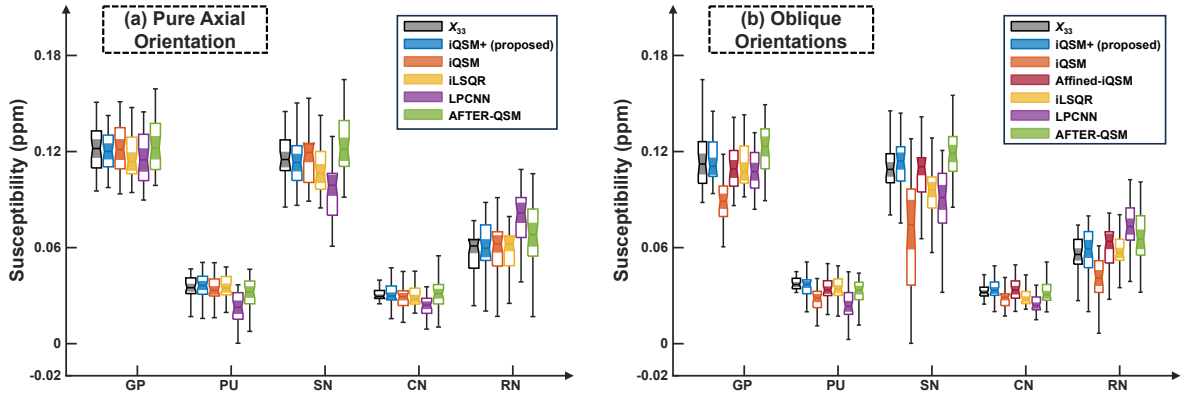 (a) Pure Axial
Orientation
X33
iQSM+ (proposed)
iQSM
iLSQR
LPCNN
AFTER-QSM
Susceptibility (ppm)
0.18
0.12
0.06
0
-0.02
GP PU SN CN RN
(b) Oblique
Orientations
X33
iQSM+ (proposed)
iQSM
Affined-iQSM
iLSQR
LPCNN
AFTER-QSM
Susceptibility (ppm)
0.18
0.12
0.06
0
-0.02
GP PU SN CN RN